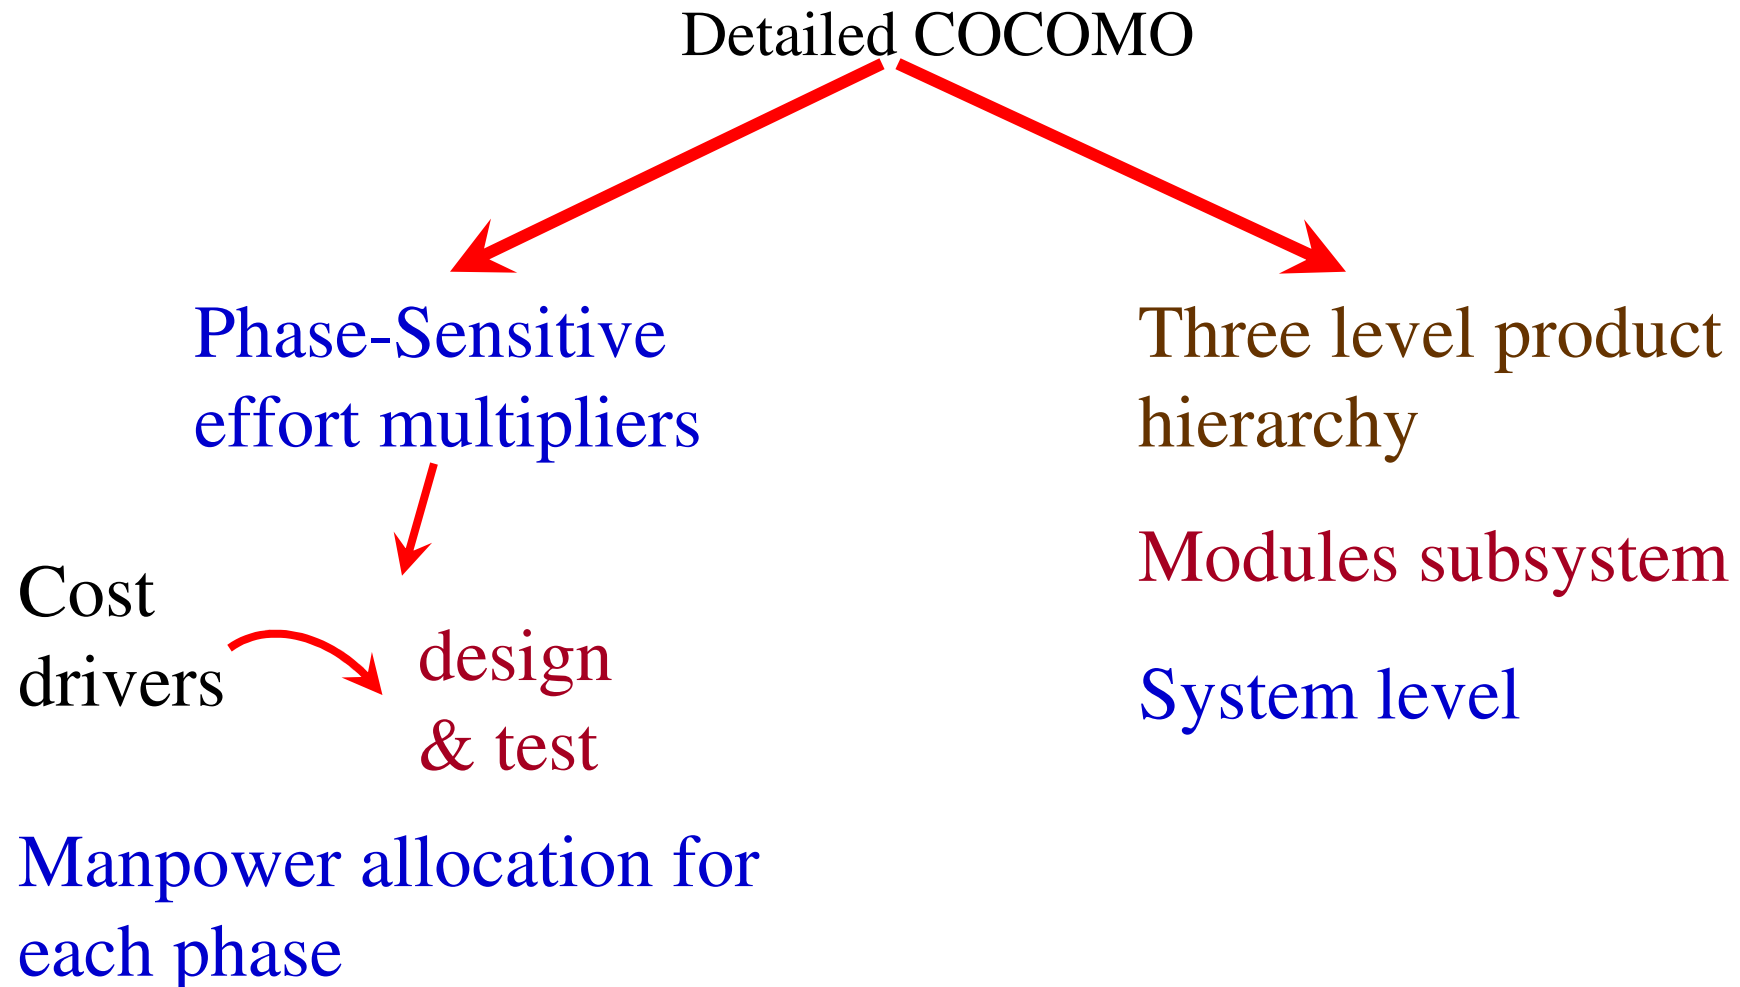 Detailed COCOMO
Phase-Sensitive
effort multipliers
Cost
drivers
design
& test
Manpower allocation for
each phase
Three level product
hierarchy
Modules subsystem
System level